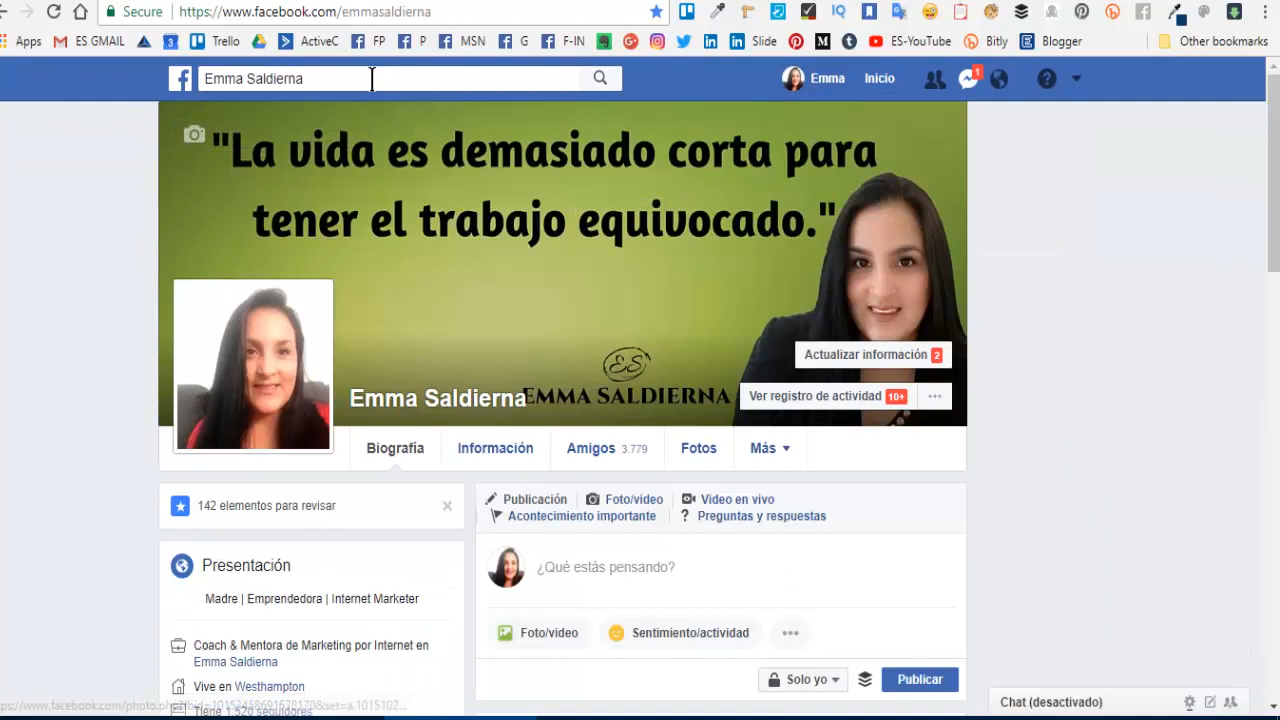 Secure https://www.facebook.com/emmasaldierna
Apps ES GMAIL Trello ActiveC FP P MSN G F-IN Slide ES-YouTube Bitly Blogger Other bookmarks
Emma Saldierna Emma Inicio 1
"La vida es demasiado corta para
tener el trabajo equivocado."
Actualizar información 2
ES
EMMA SALDIERNA
Emma Saldierna
Ver registro de actividad 10+ ...
Biografía Información Amigos 3.779 Fotos Más
142 elementos para revisar
Publicación Foto/video Video en vivo
Acontecimiento importante Preguntas y respuestas
Presentación
¿Qué estás pensando?
Madre | Emprendedora | Internet Marketer
Foto/video Sentimiento/actividad
Coach & Mentora de Marketing por Internet en
Emma Saldierna
Solo yo Publicar
Vive en Westhampton
Chat (desactivado)
Tiene 1.520 seguidores